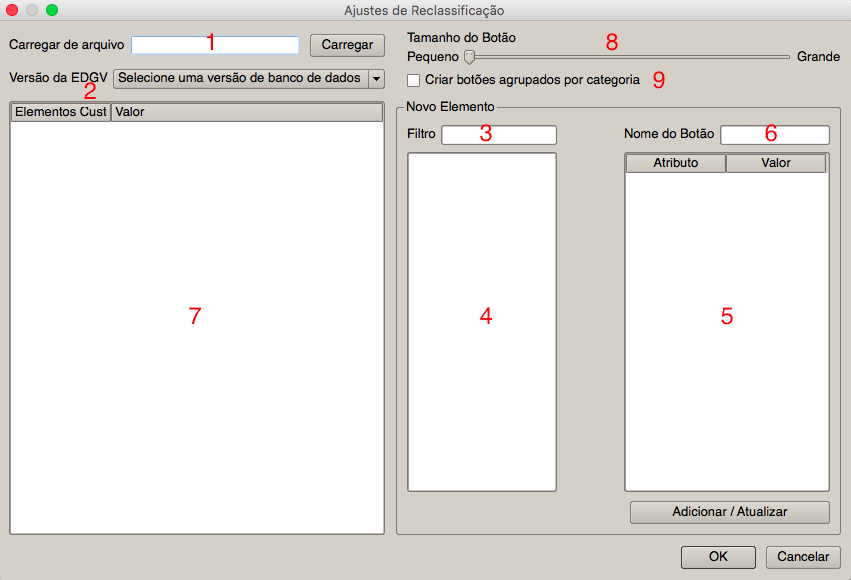 Ajustes de Reclassificação
Carregar de arquivo 1 Carregar
Versão da EDGV Selecione uma versão de banco de dados
2
Elementos Cust Valor
7
Tamanho do Botão
8
Pequeno Grande
Criar botões agrupados por categoria 9
Novo Elemento
Filtro 3 Nome do Botão 6
Atributo Valor
4 5
Adicionar / Atualizar
OK Cancelar